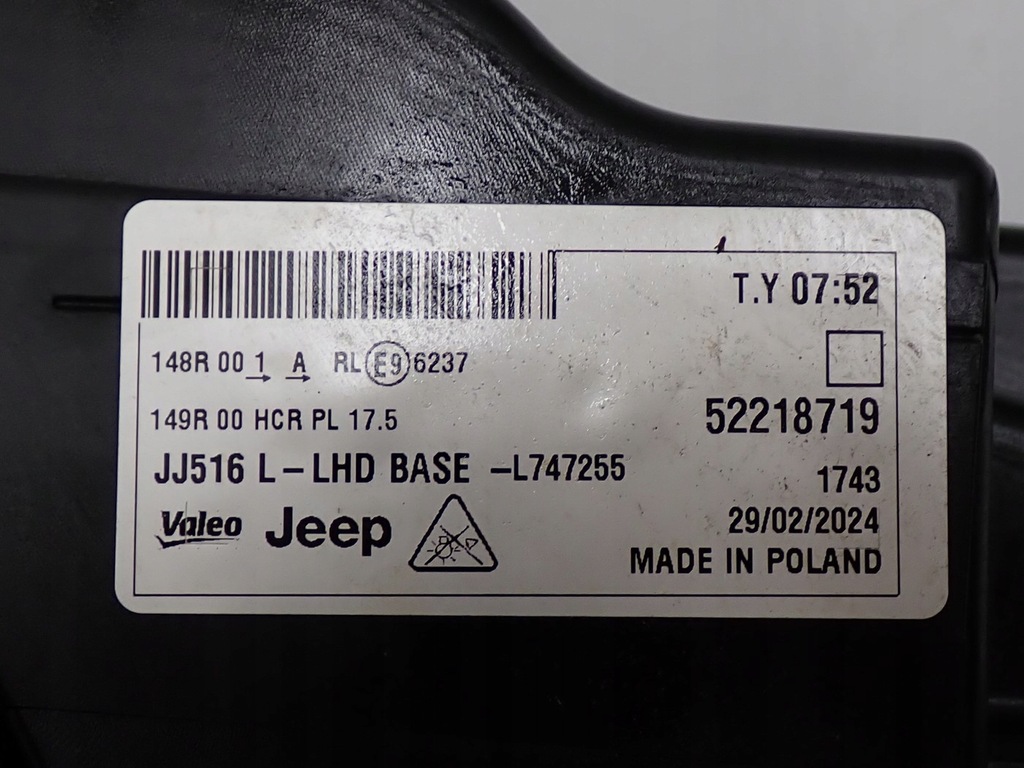 T.Y 07:52
148R 00 1 A RL E9 6237
149R 00 HCR PL 17.5
52218719
JJ516 L-LHD BASE -L747255
1743
Valeo Jeep
29/02/2024
MADE IN POLAND